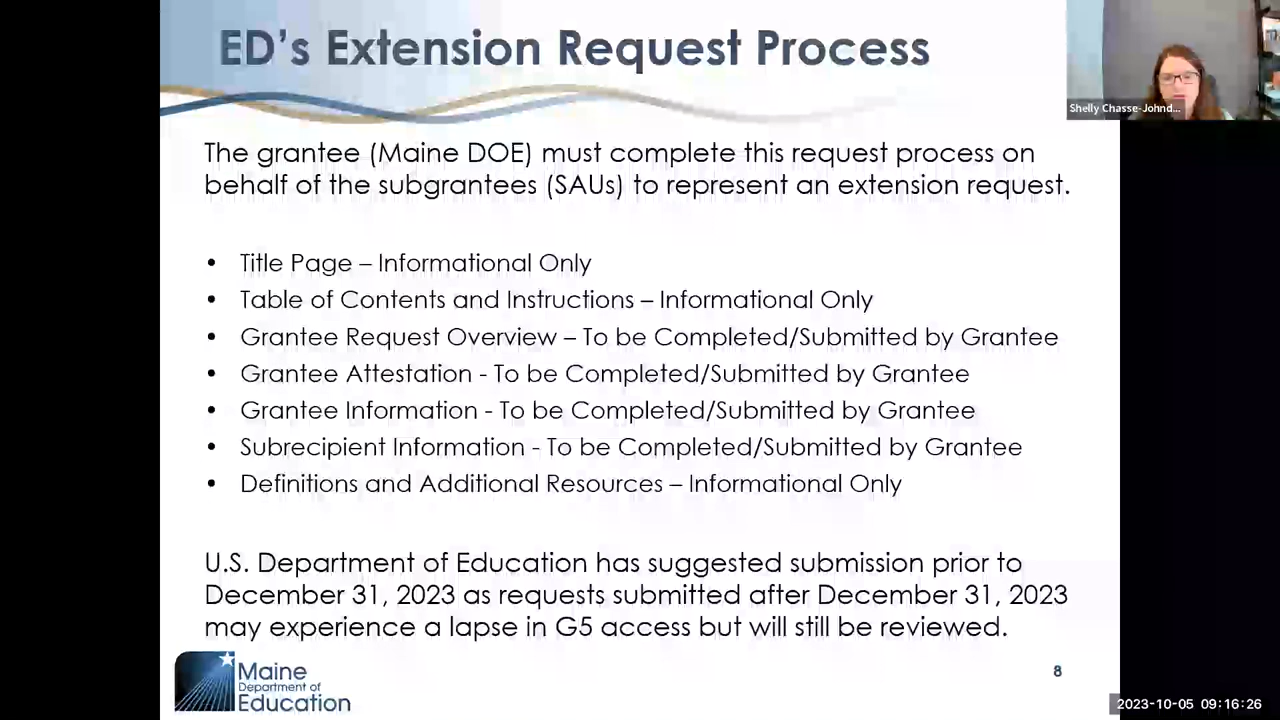 ED's Extension Request Process
Shelly Chasse-Johnd...
The grantee (Maine DOE) must complete this request process on
behalf of the subgrantees (SAUs) to represent an extension request.
• Title Page – Informational Only
• Table of Contents and Instructions – Informational Only
• Grantee Request Overview – To be Completed/Submitted by Grantee
• Grantee Attestation - To be Completed/Submitted by Grantee
• Grantee Information - To be Completed/Submitted by Grantee
• Subrecipient Information - To be Completed/Submitted by Grantee
• Definitions and Additional Resources – Informational Only
U.S. Department of Education has suggested submission prior to
December 31, 2023 as requests submitted after December 31, 2023
may experience a lapse in G5 access but will still be reviewed.
Maine
Department of
Education
8
2023-10-05 09:16:26